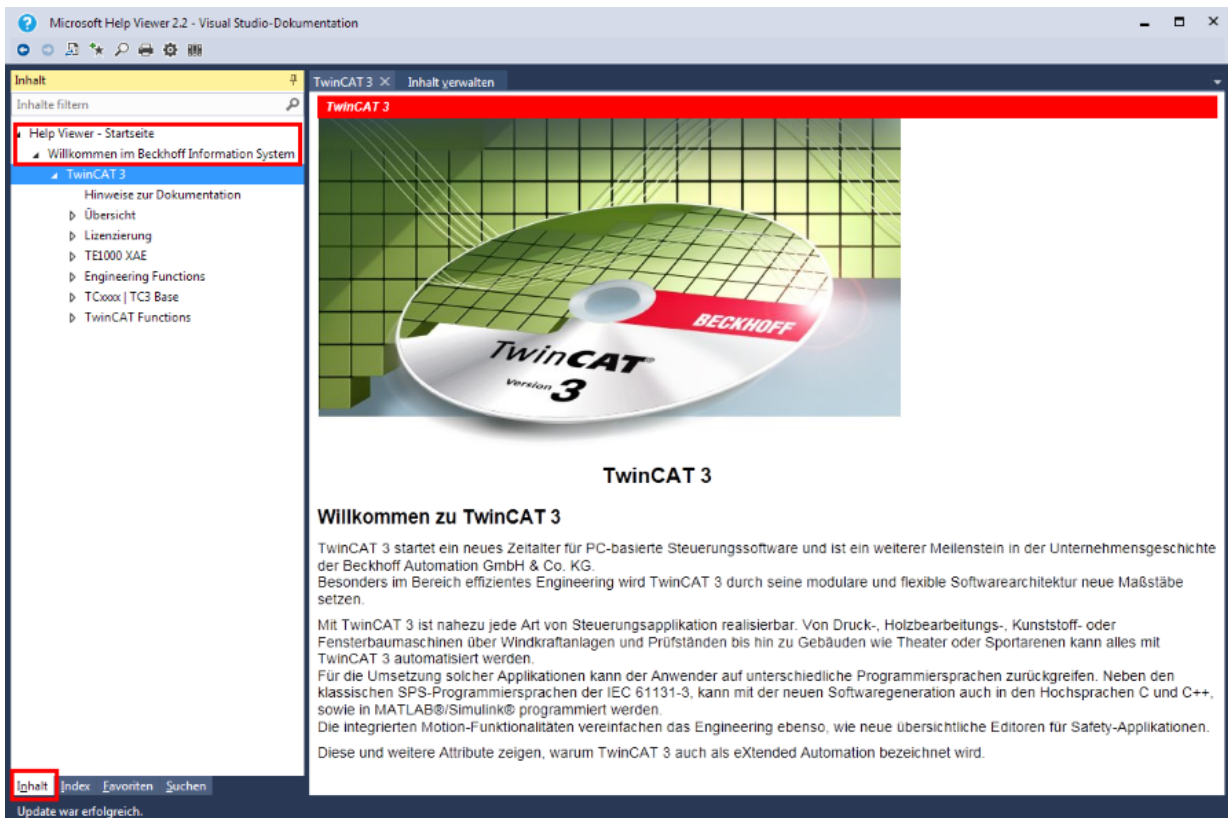 Microsoft Help Viewer 2.2 - Visual Studio-Dokumentation
Inhalt
Inhalte filtern
Help Viewer - Startseite
Willkommen im Beckhoff Information System
TwinCAT 3
Hinweise zur Dokumentation
Übersicht
Lizenzierung
TE1000 XAE
Engineering Functions
TCxxxx | TC3 Base
TwinCAT Functions
Inhalt Index Favoriten Suchen
Update war erfolgreich.
TwinCAT 3 Inhalt verwalten
TwinCAT 3
BECKHOFF
TwinCAT®
Version 3
TwinCAT 3
Willkommen zu TwinCAT 3
TwinCAT 3 startet ein neues Zeitalter für PC-basierte Steuerungssoftware und ist ein weiterer Meilenstein in der Unternehmensgeschichte
der Beckhoff Automation GmbH & Co. KG.
Besonders im Bereich effizientes Engineering wird TwinCAT 3 durch seine modulare und flexible Softwarearchitektur neue Maßstäbe
setzen.
Mit TwinCAT 3 ist nahezu jede Art von Steuerungsapplikation realisierbar. Von Druck-, Holzbearbeitungs-, Kunststoff- oder
Fensterbaumaschinen über Windkraftanlagen und Prüfständen bis hin zu Gebäuden wie Theater oder Sportarenen kann alles mit
TwinCAT 3 automatisiert werden.
Für die Umsetzung solcher Applikationen kann der Anwender auf unterschiedliche Programmiersprachen zurückgreifen. Neben den
klassischen SPS-Programmiersprachen der IEC 61131-3, kann mit der neuen Softwaregeneration auch in den Hochsprachen C und C++,
sowie in MATLAB®/Simulink® programmiert werden.
Die integrierten Motion-Funktionalitäten vereinfachen das Engineering ebenso, wie neue übersichtliche Editoren für Safety-Applikationen.
Diese und weitere Attribute zeigen, warum TwinCAT 3 auch als eXtended Automation bezeichnet wird.